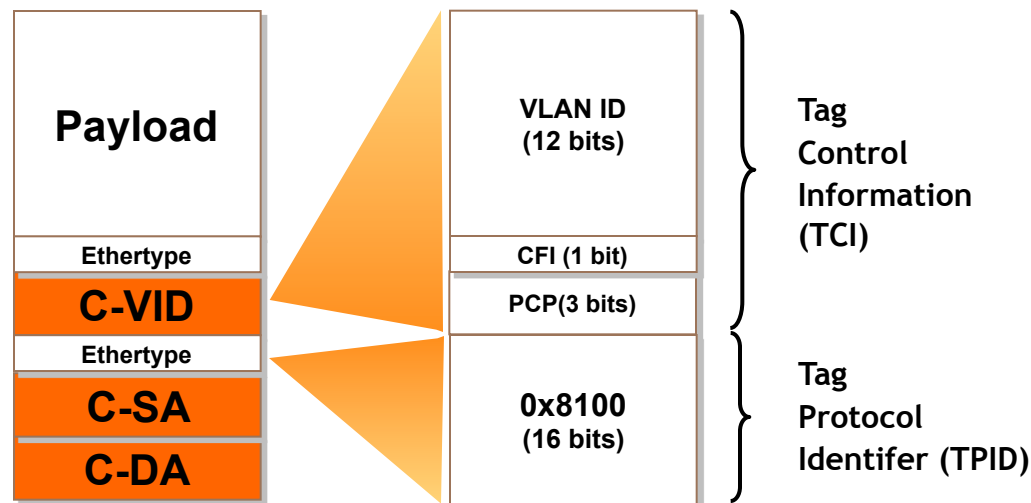 Payload
Ethertype
C-VID
Ethertype
C-SA
C-DA
VLAN ID
(12 bits)
CFI (1 bit)
PCP(3 bits)
0x8100
(16 bits)
Tag
Control
Information
(TCI)
Tag
Protocol
Identifer (TPID)